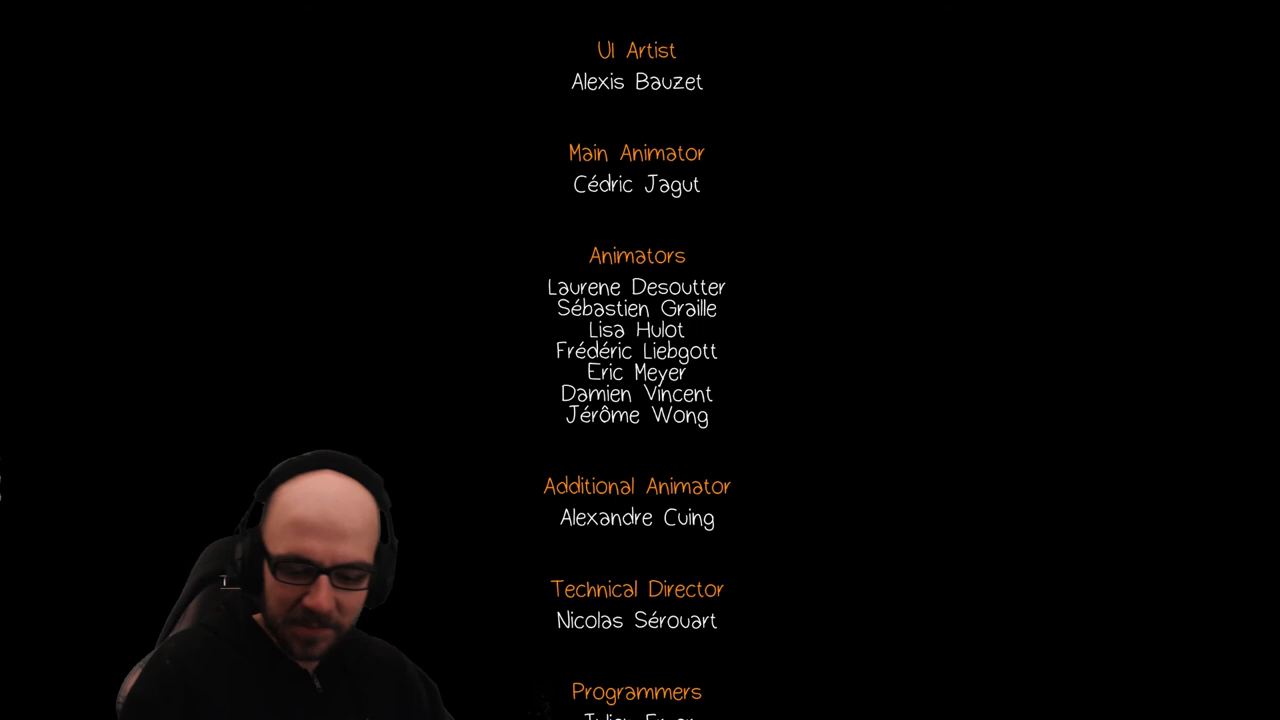 UI Artist
Alexis Bauzet
Main Animator
Cédric Jagut
Animators
Laurene Desoutter
Sébastien Graille
Lisa Hulot
Frédéric Liebgott
Eric Meyer
Damien Vincent
Jérôme Wong
Additional Animator
Alexandre Cuing
Technical Director
Nicolas Sérouart
Programmers